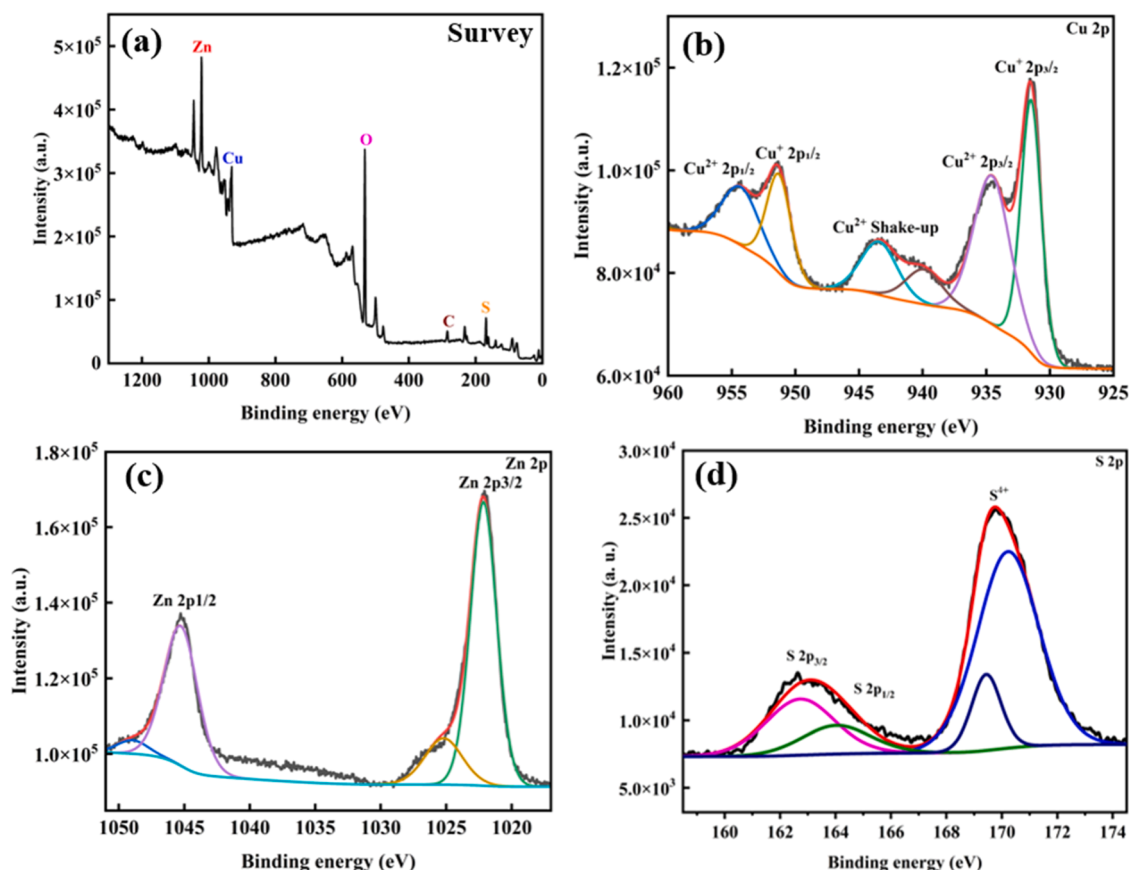 (a)
Survey
Zn
Cu
O
C
S
5×10⁵
4×10⁵
3×10⁵
2×10⁵
1×10⁵
0
Intensity (a.u.)
1200 1000 800 600 400 200 0
Binding energy (eV)
(b)
Cu 2p
Cu⁺ 2p₃/₂
Cu²⁺ 2p₁/₂
Cu⁺ 2p₁/₂
Cu²⁺ 2p₃/₂
Cu²⁺ Shake-up
1.2×10⁵
1.0×10⁵
8.0×10⁴
6.0×10⁴
Intensity (a.u.)
960 955 950 945 940 935 930 925
Binding energy (eV)
(c)
Zn 2p
Zn 2p3/2
Zn 2p1/2
1.8×10⁵
1.6×10⁵
1.4×10⁵
1.2×10⁵
1.0×10⁵
Intensity (a.u.)
1050 1045 1040 1035 1030 1025 1020
Binding energy (eV)
(d)
S 2p
S⁴⁺
S 2p₃/₂
S 2p₁/₂
3.0×10⁴
2.5×10⁴
2.0×10⁴
1.5×10⁴
1.0×10⁴
5.0×10³
Intensity (a. u.)
160 162 164 166 168 170 172 174
Binding energy (eV)